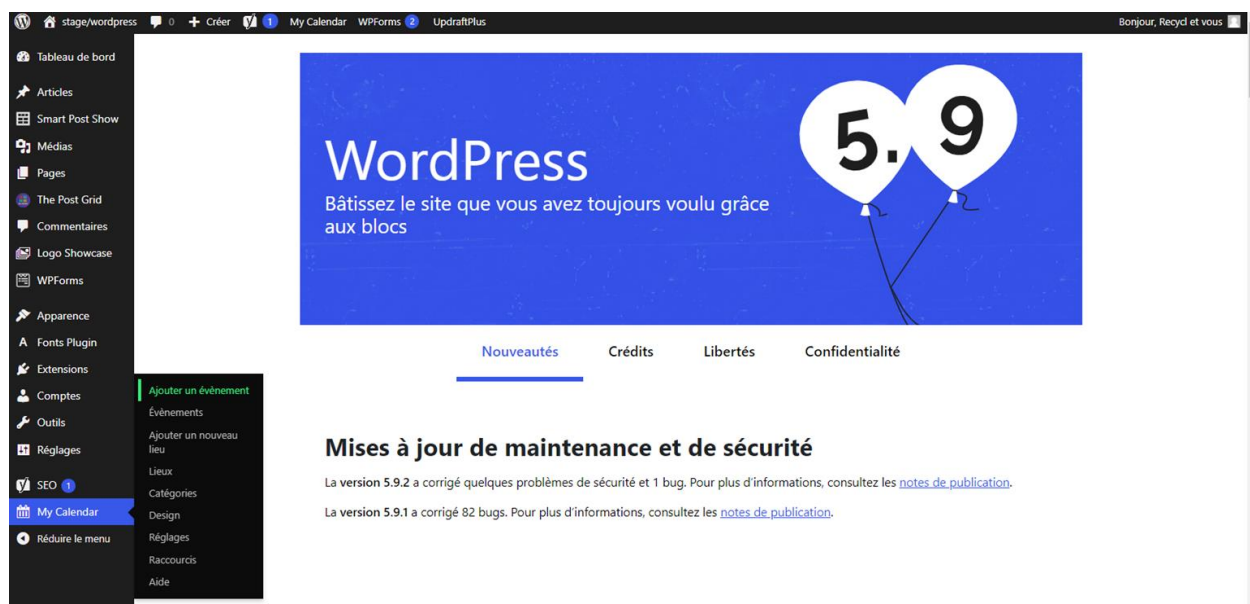 stage/wordpress 0 Créer 1 My Calendar WPForms 2 UpdraftPlus Bonjour, Recycl et vous
Tableau de bord
Articles
Smart Post Show
Médias
Pages
The Post Grid
Commentaires
Logo Showcase
WPForms
Apparence
Fonts Plugin
Extensions
Comptes
Outils
Réglages
SEO 1
My Calendar
Réduire le menu
Ajouter un évènement
Évènements
Ajouter un nouveau
lieu
Lieux
Catégories
Design
Réglages
Raccourcis
Aide
WordPress
Bâtissez le site que vous avez toujours voulu grâce
aux blocs
5.9
Nouveautés Crédits Libertés Confidentialité
Mises à jour de maintenance et de sécurité
La version 5.9.2 a corrigé quelques problèmes de sécurité et 1 bug. Pour plus d’informations, consultez les notes de publication.
La version 5.9.1 a corrigé 82 bugs. Pour plus d’informations, consultez les notes de publication.